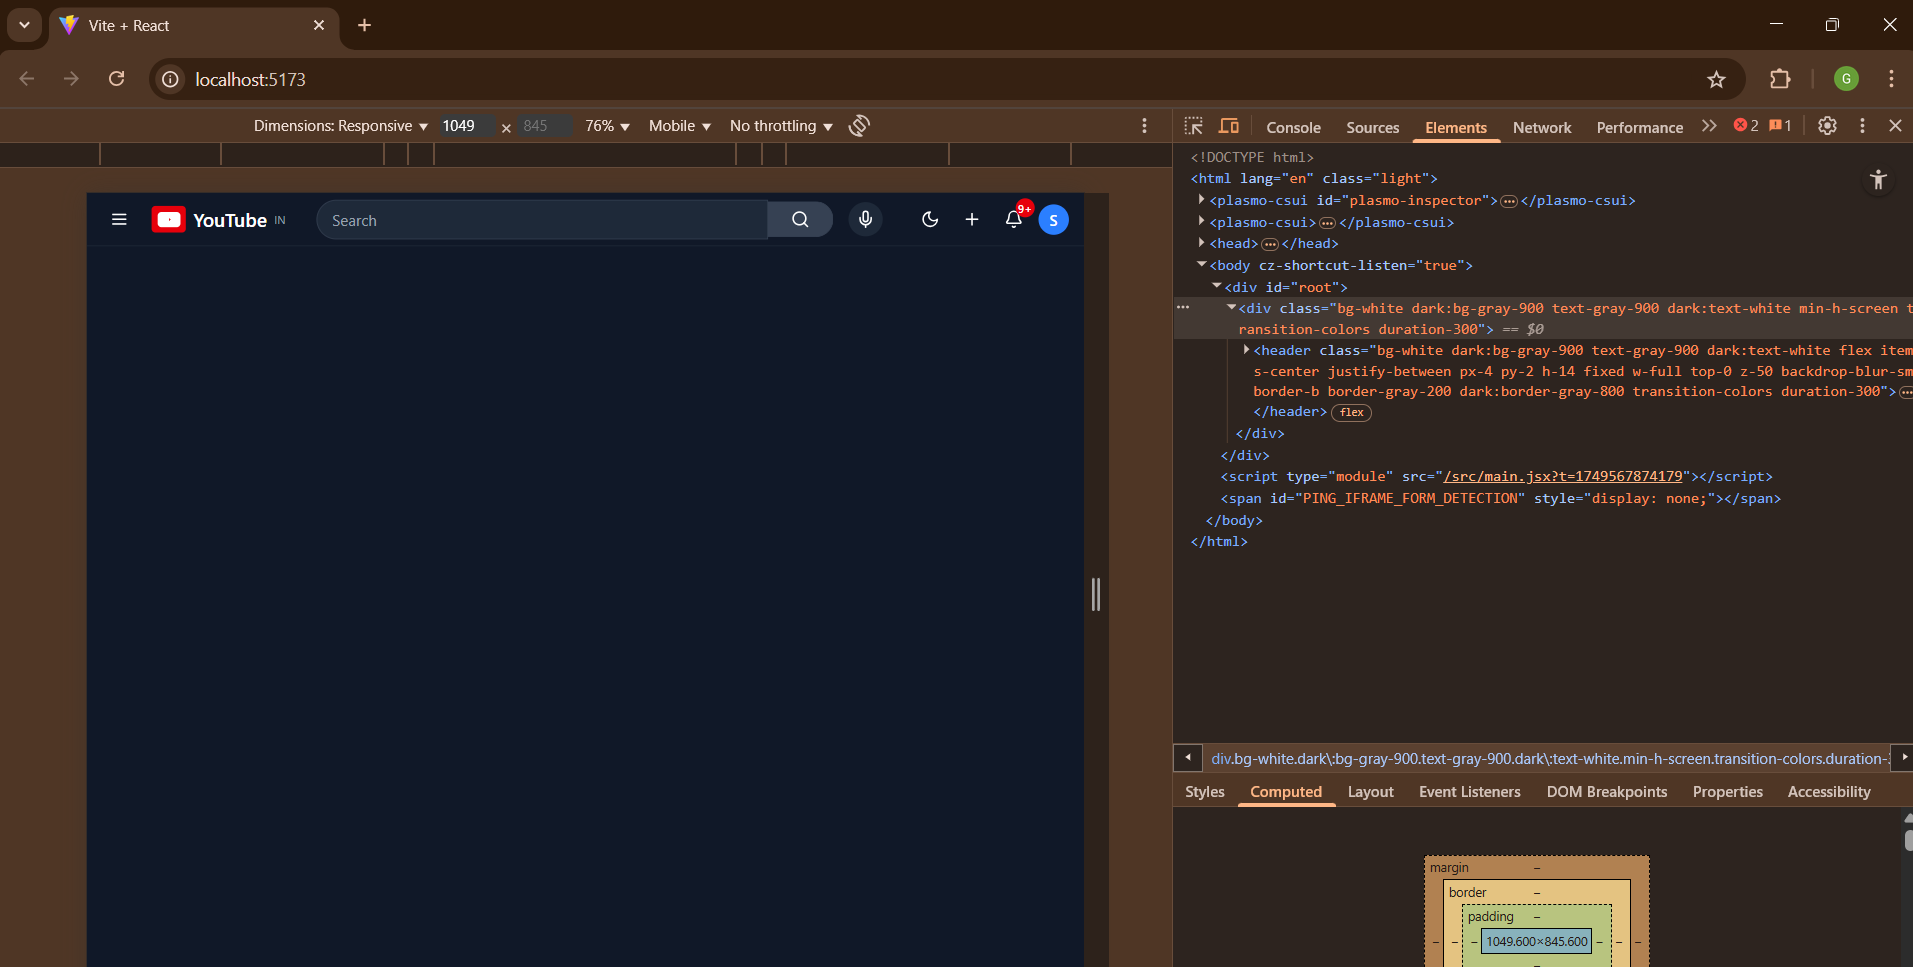 Vite + React
localhost:5173
Dimensions: Responsive 1049 × 845 76% Mobile No throttling
Console Sources Elements Network Performance 2 1
YouTube IN Search 9+ S
G
<!DOCTYPE html>
<html lang="en" class="light">
<plasmo-csui id="plasmo-inspector">…</plasmo-csui>
<plasmo-csui>…</plasmo-csui>
<head>…</head>
<body cz-shortcut-listen="true">
<div id="root">
<div class="bg-white dark:bg-gray-900 text-gray-900 dark:text-white min-h-screen t
ransition-colors duration-300"> == $0
<header class="bg-white dark:bg-gray-900 text-gray-900 dark:text-white flex item
s-center justify-between px-4 py-2 h-14 fixed w-full top-0 z-50 backdrop-blur-sm
border-b border-gray-200 dark:border-gray-800 transition-colors duration-300">…
</header> flex
</div>
</div>
<script type="module" src="/src/main.jsx?t=1749567874179"></script>
<span id="PING_IFRAME_FORM_DETECTION" style="display: none;"></span>
</body>
</html>
div.bg-white.dark\:bg-gray-900.text-gray-900.dark\:text-white.min-h-screen.transition-colors.duration-
Styles Computed Layout Event Listeners DOM Breakpoints Properties Accessibility
margin –
border –
padding –
– – – 1049.600×845.600 – – –
–